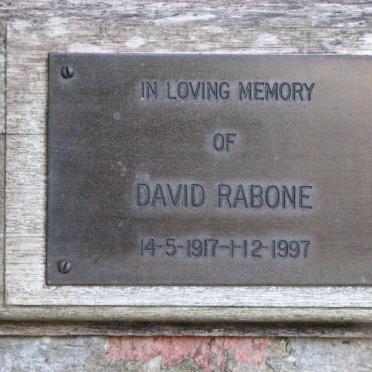 IN LOVING MEMORY
OF
DAVID RABONE
14-5-1917-1-12-1997